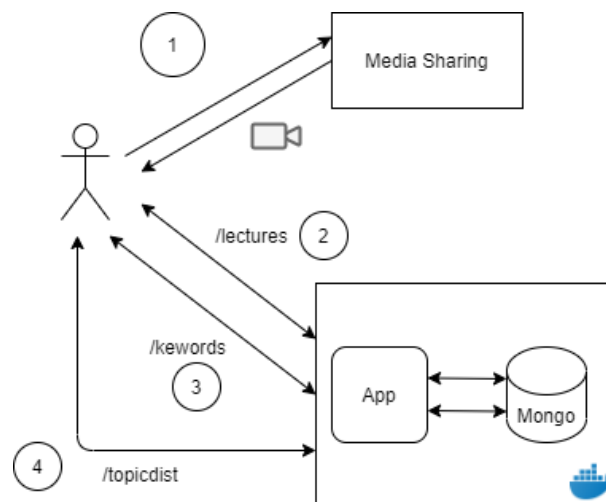 1
Media Sharing
/lectures
2
/kewords
3
App
Mongo
4
/topicdist